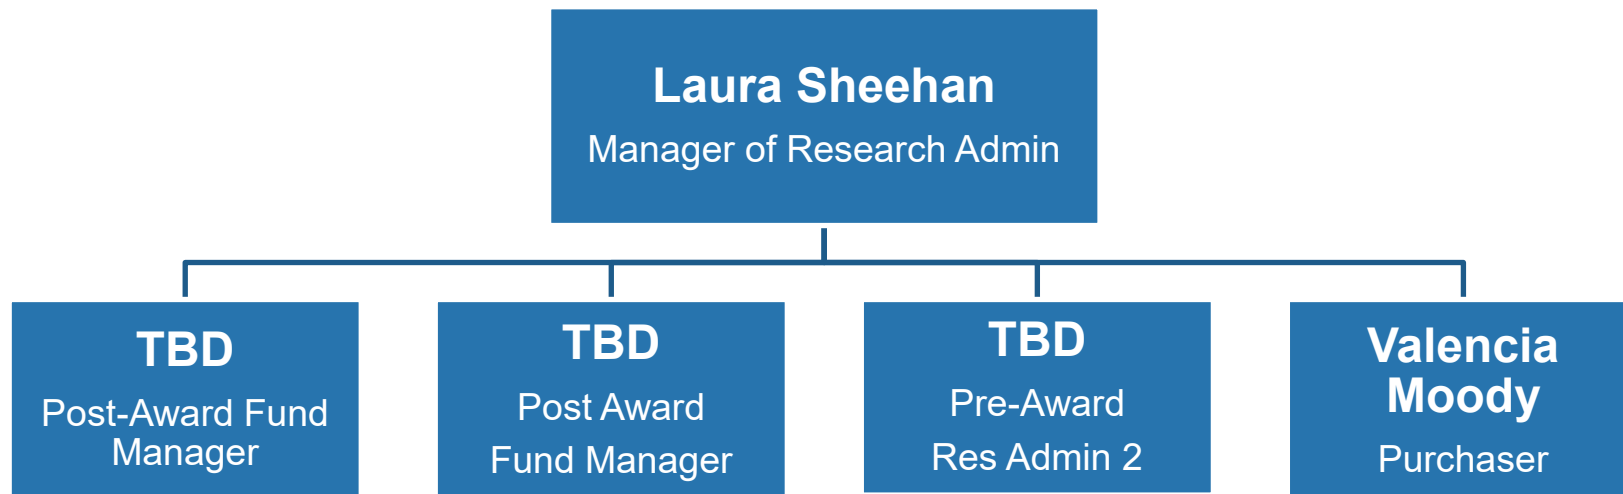 Laura Sheehan
Manager of Research Admin
TBD
Post-Award Fund
Manager
TBD
Post Award
Fund Manager
TBD
Pre-Award
Res Admin 2
Valencia
Moody
Purchaser